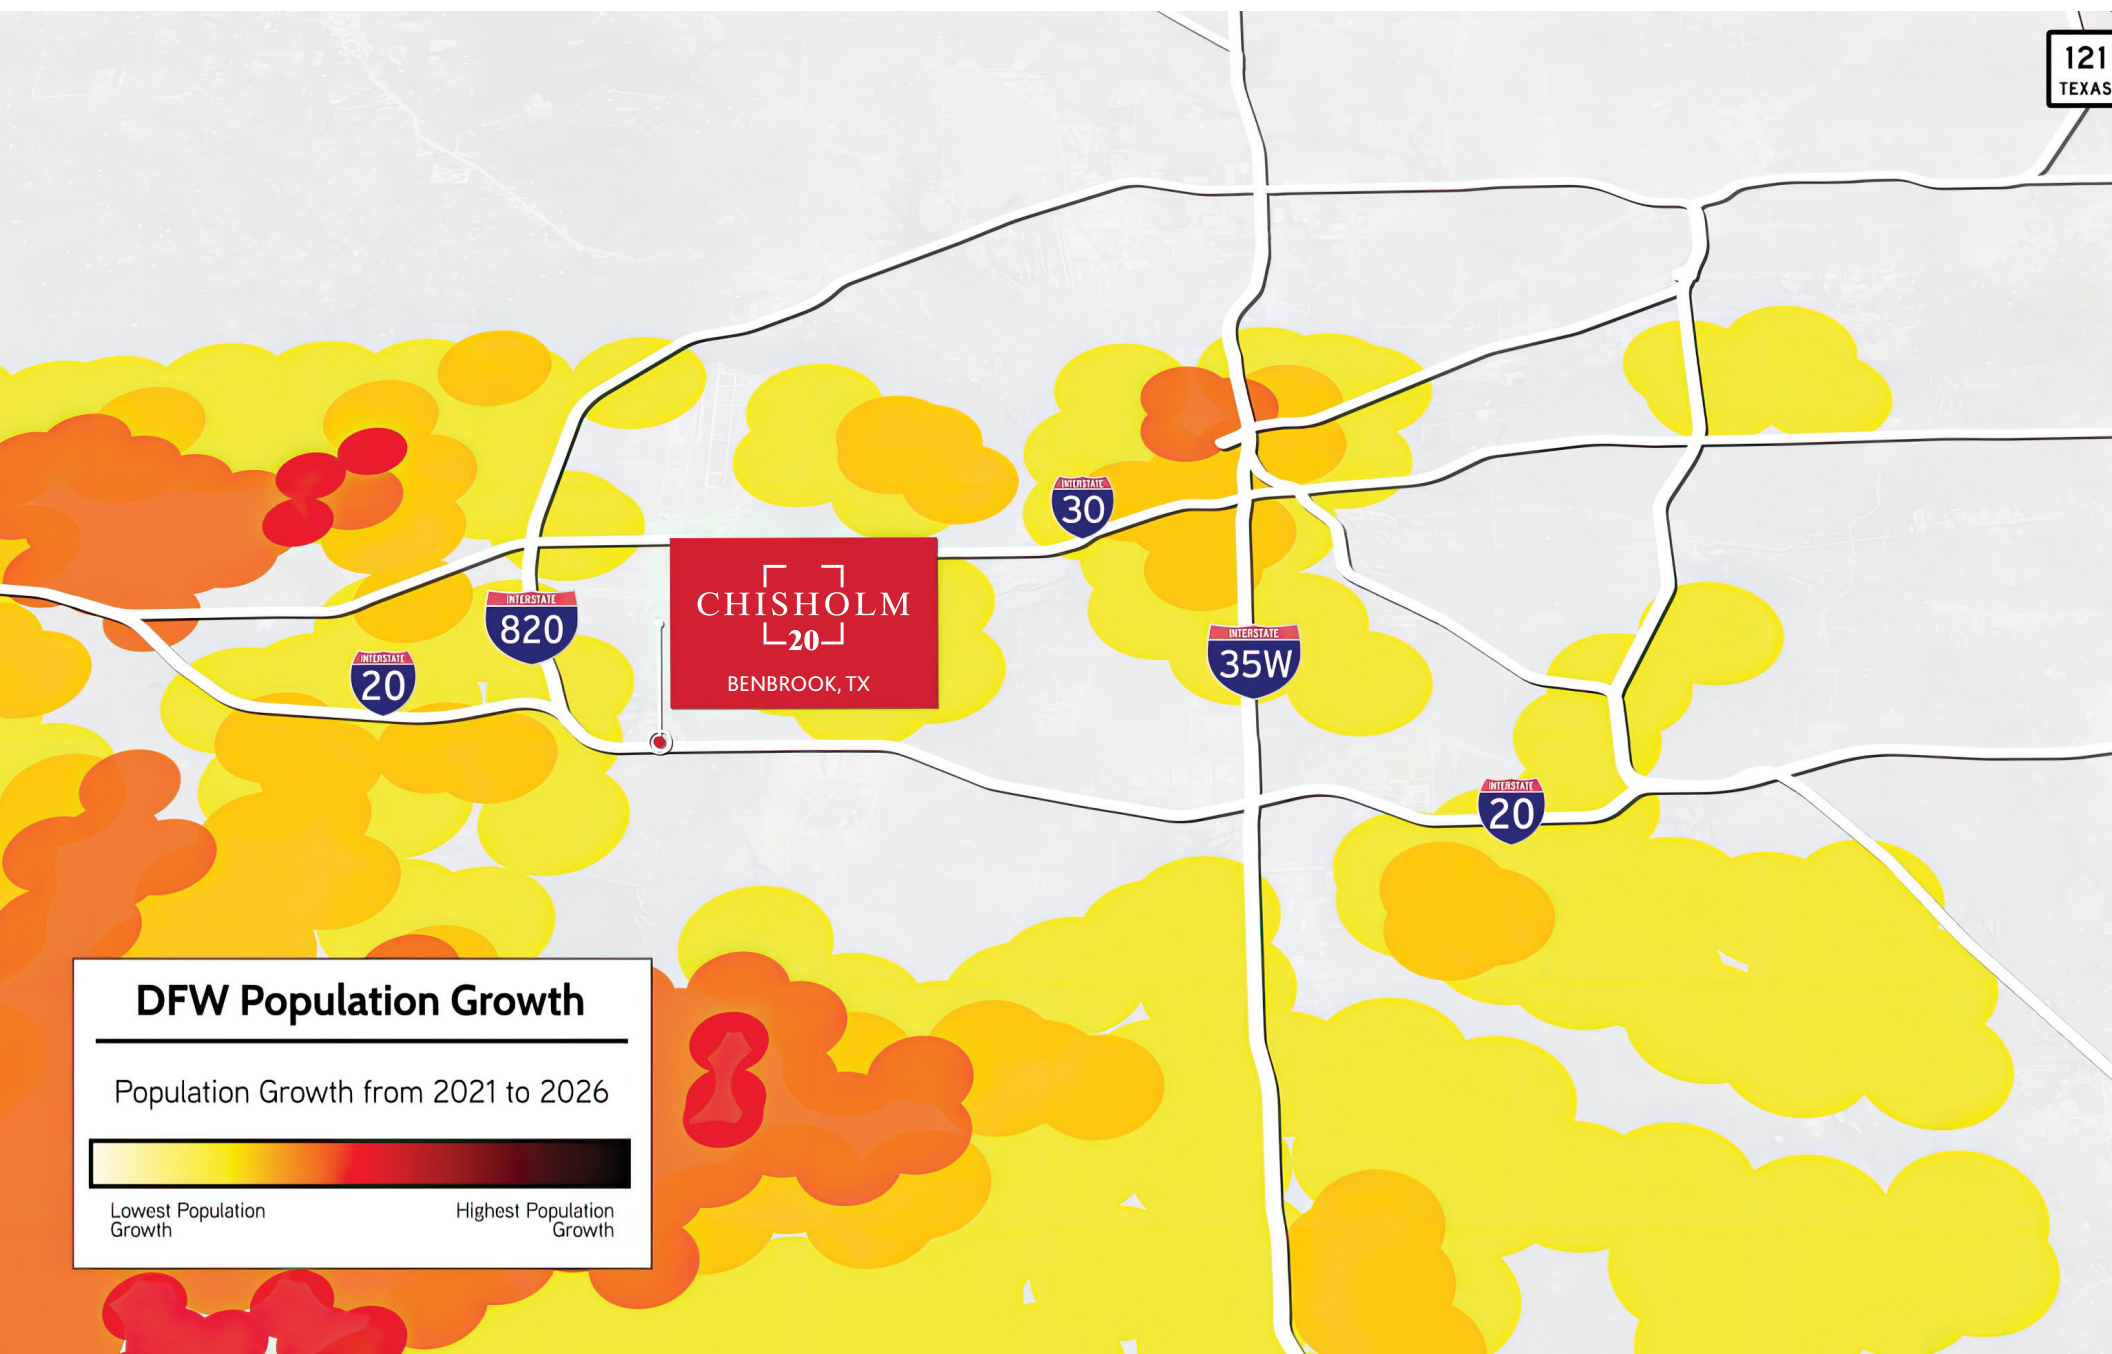 121
TEXAS
INTERSTATE
30
CHISHOLM
20
BENBROOK, TX
INTERSTATE
820
INTERSTATE
35W
INTERSTATE
20
INTERSTATE
20
DFW Population Growth
Population Growth from 2021 to 2026
Lowest Population
Growth
Highest Population
Growth